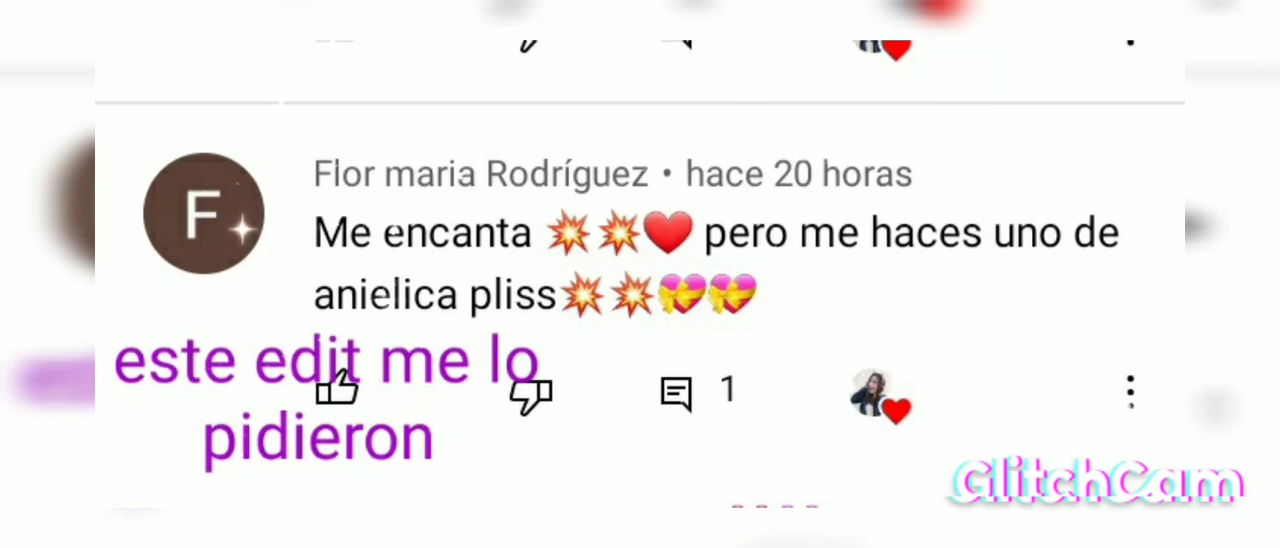 F
Flor maria Rodríguez • hace 20 horas
Me encanta 💥💥❤️ pero me haces uno de
anielica pliss💥💥💝💝
este edit me lo
pidieron
1
GlitchCam